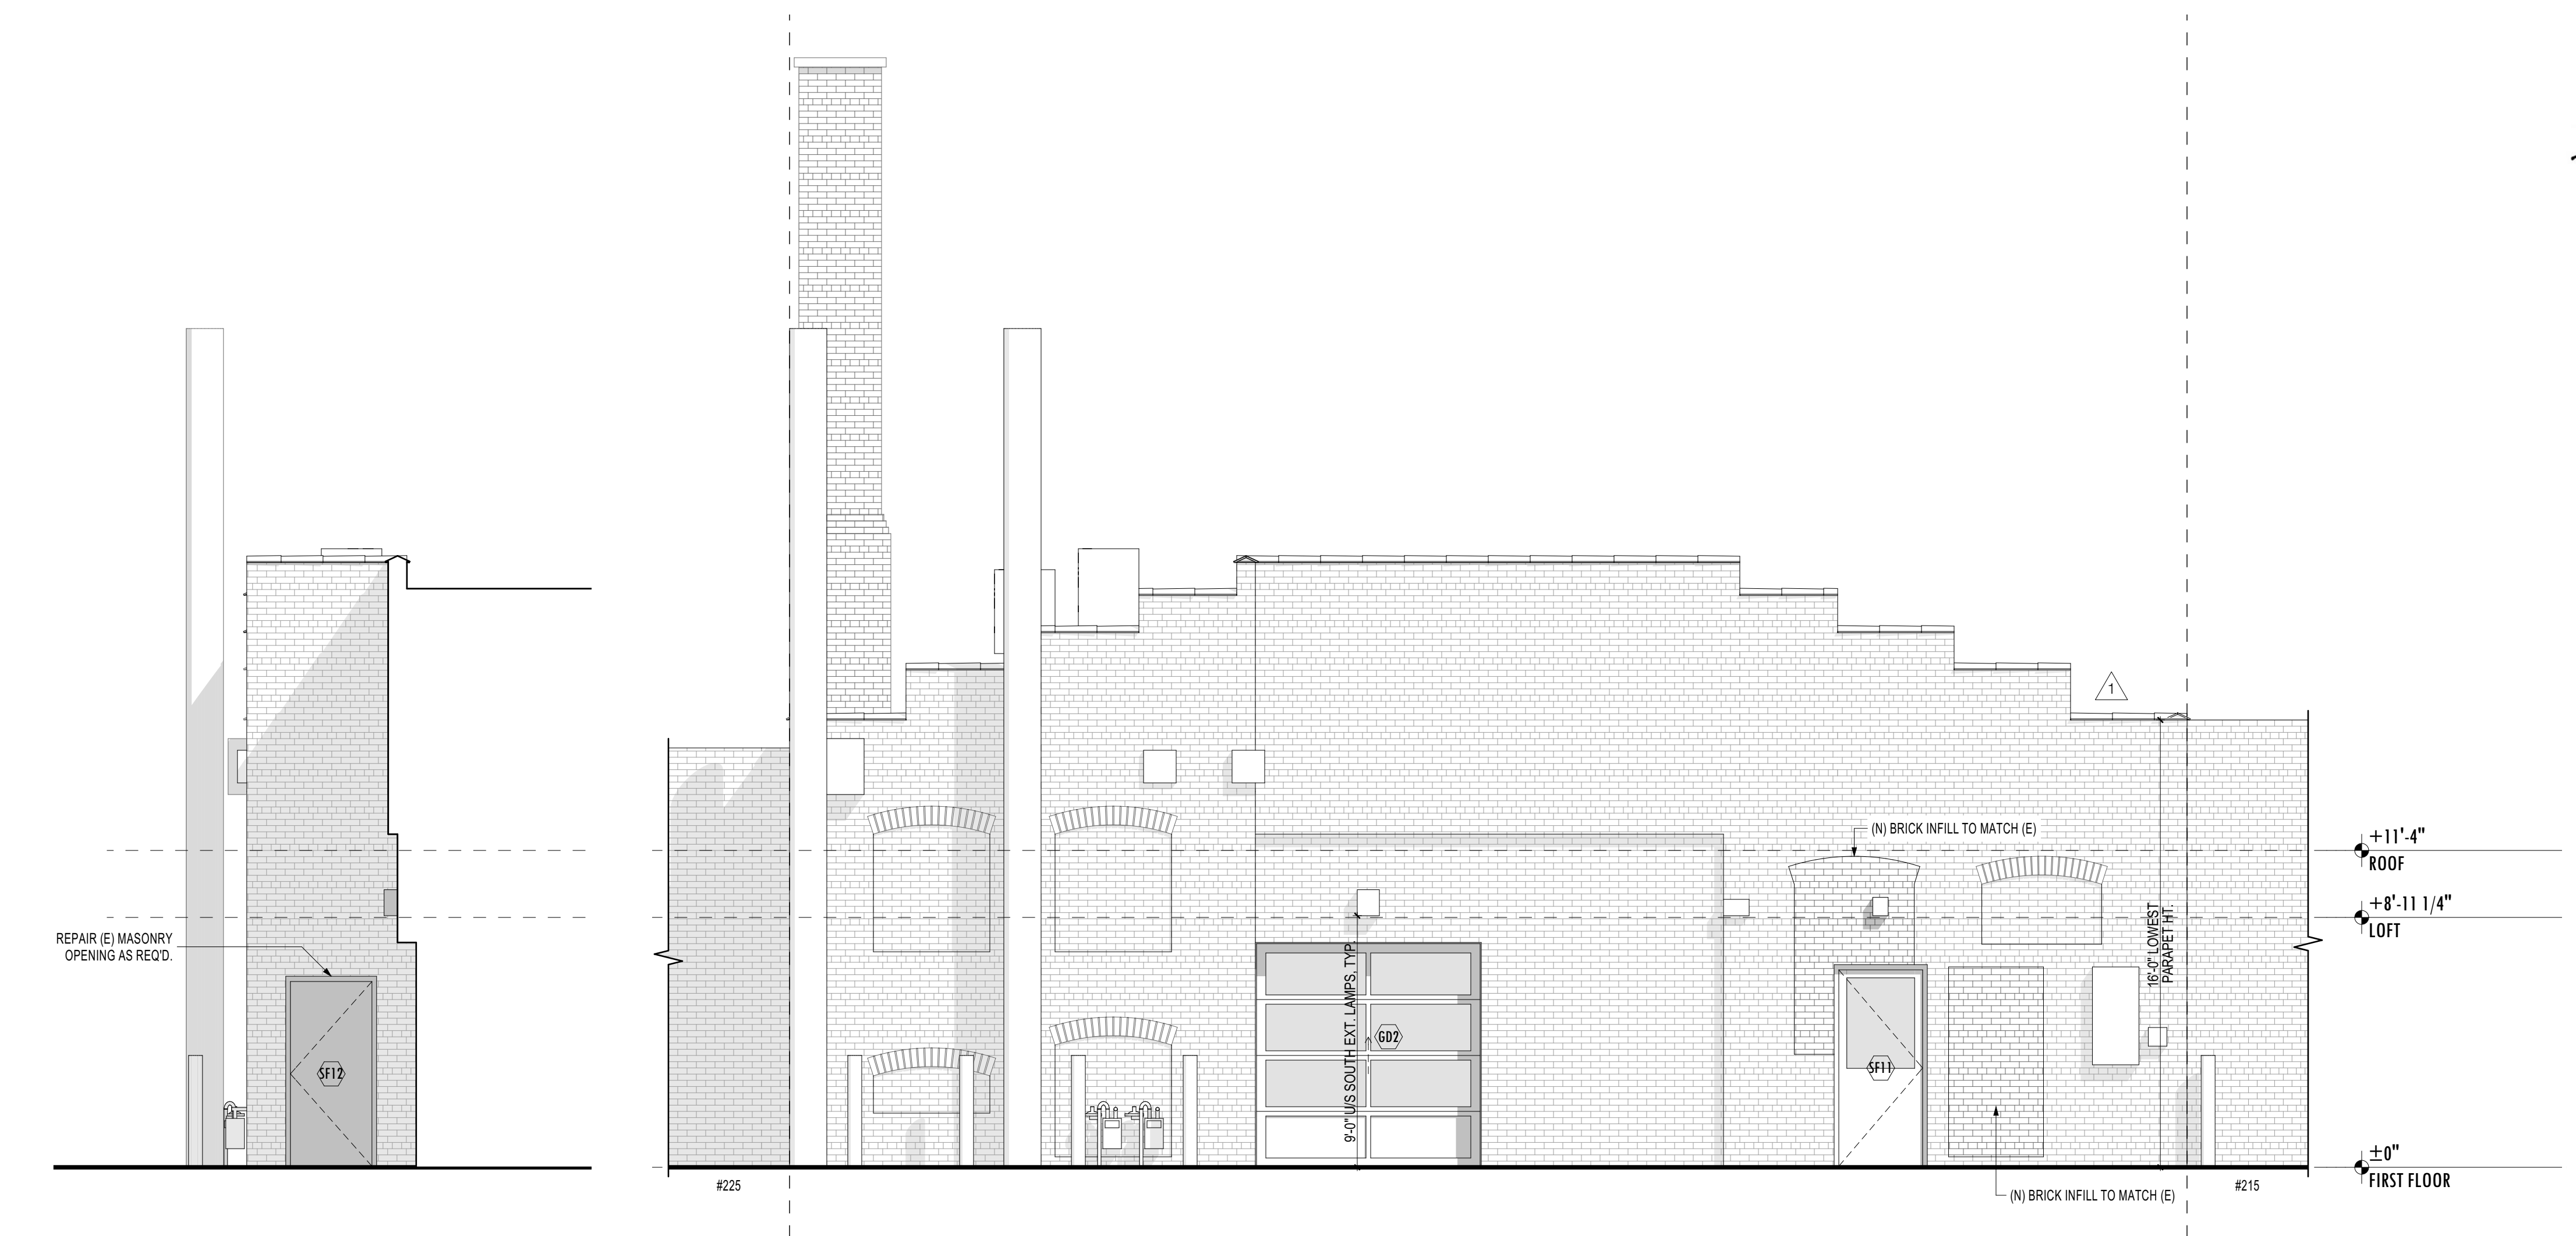 1
(N) BRICK INFILL TO MATCH (E)
+11'-4"
ROOF
+8'-11 1/4"
LOFT
16'-0" LOWEST
PARAPET HT.
REPAIR (E) MASONRY
OPENING AS REQ'D.
9'-0" U/S SOUTH EXT. LAMPS, TYP.
GD2
SF12
SF11
±0"
FIRST FLOOR
#225
#215
(N) BRICK INFILL TO MATCH (E)